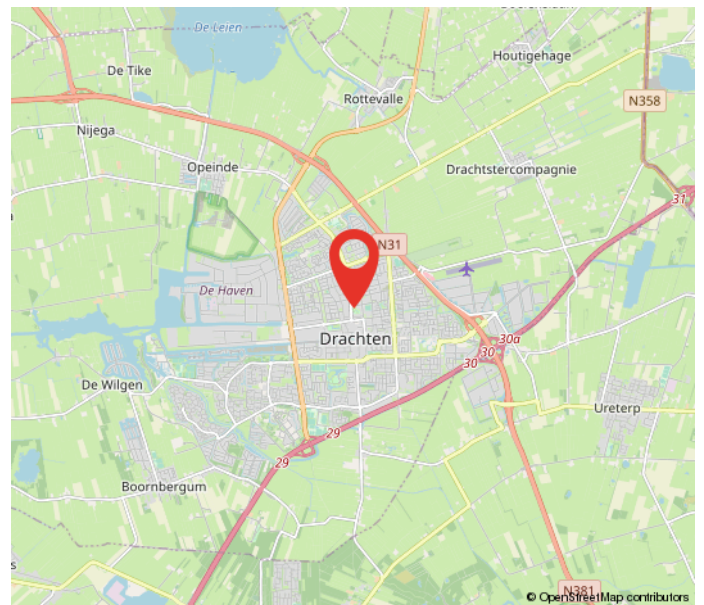 De Leien
Houtigehage
De Tike
Rottevalle
N358
Nijega
Opeinde
Drachtstercompagnie
31
N31
De Haven
Drachten
30a
30
30
De Wilgen
Ureterp
29
29
Boornbergum
N381
© OpenStreetMap contributors